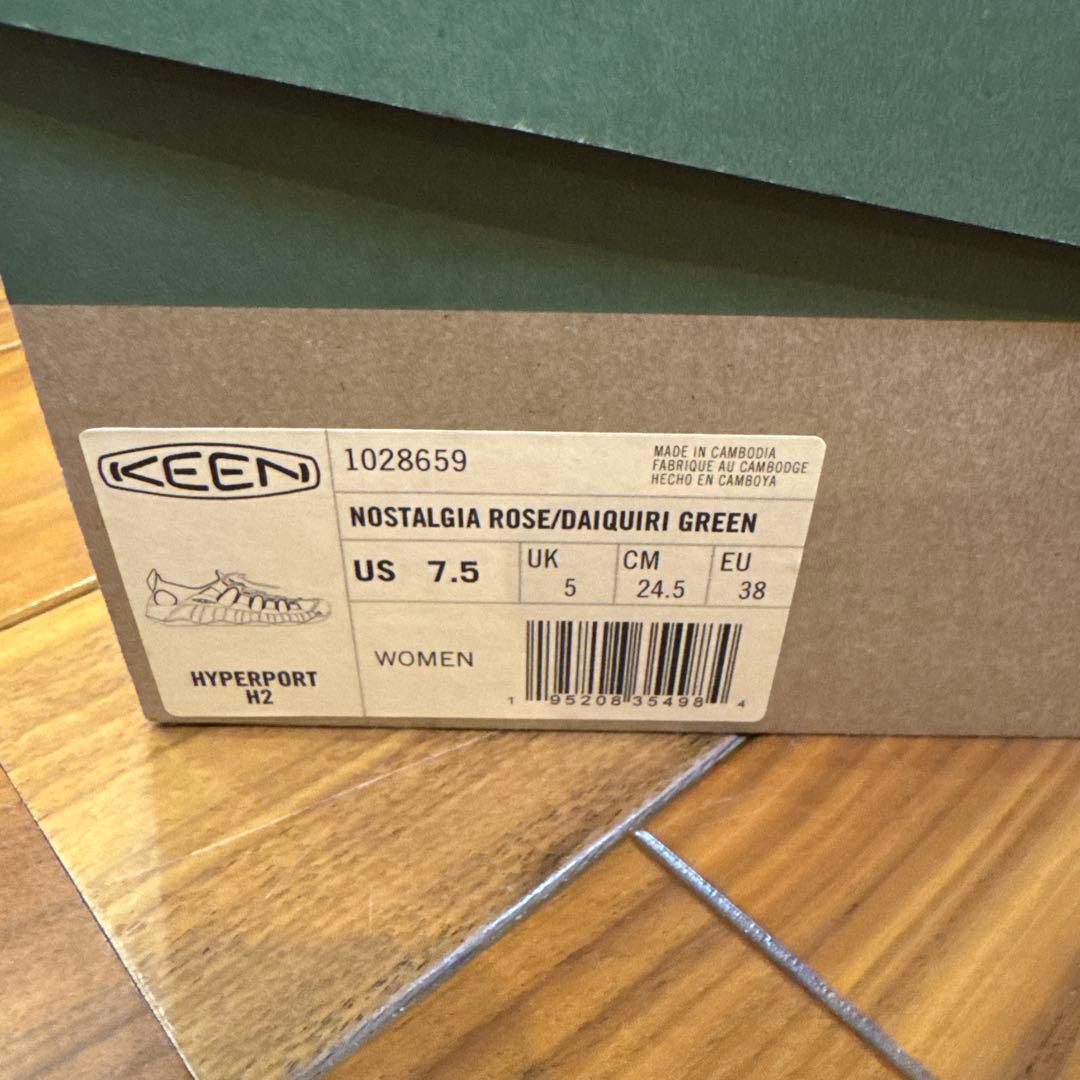 KEEN
1028659
MADE IN CAMBODIA
FABRIQUE AU CAMBODGE
HECHO EN CAMBOYA
NOSTALGIA ROSE/DAIQUIRI GREEN
US 7.5
UK
5
CM
24.5
EU
38
HYPERPORT
H2
WOMEN
1 95208 35498 4